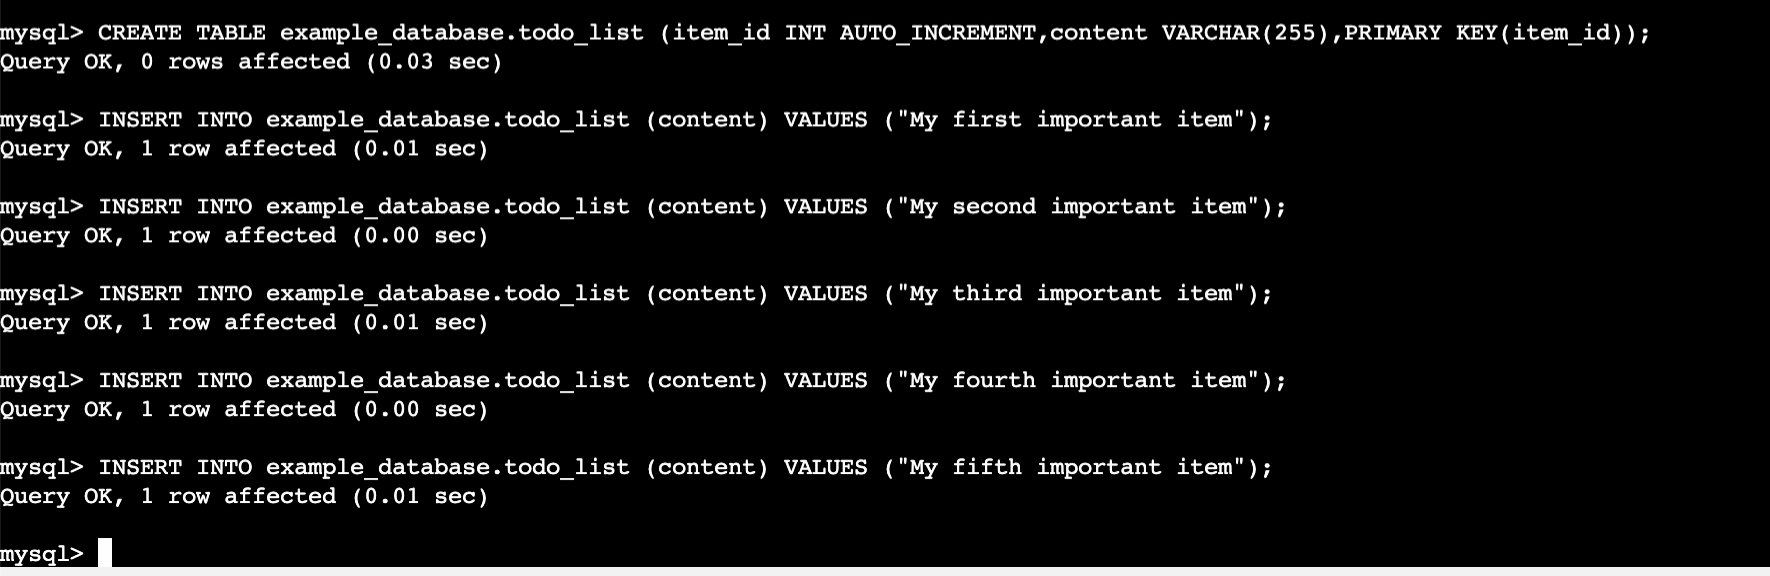 mysql> CREATE TABLE example_database.todo_list (item_id INT AUTO_INCREMENT,content VARCHAR(255),PRIMARY KEY(item_id));
Query OK, 0 rows affected (0.03 sec)
mysql> INSERT INTO example_database.todo_list (content) VALUES ("My first important item");
Query OK, 1 row affected (0.01 sec)
mysql> INSERT INTO example_database.todo_list (content) VALUES ("My second important item");
Query OK, 1 row affected (0.00 sec)
mysql> INSERT INTO example_database.todo_list (content) VALUES ("My third important item");
Query OK, 1 row affected (0.01 sec)
mysql> INSERT INTO example_database.todo_list (content) VALUES ("My fourth important item");
Query OK, 1 row affected (0.00 sec)
mysql> INSERT INTO example_database.todo_list (content) VALUES ("My fifth important item");
Query OK, 1 row affected (0.01 sec)
mysql>